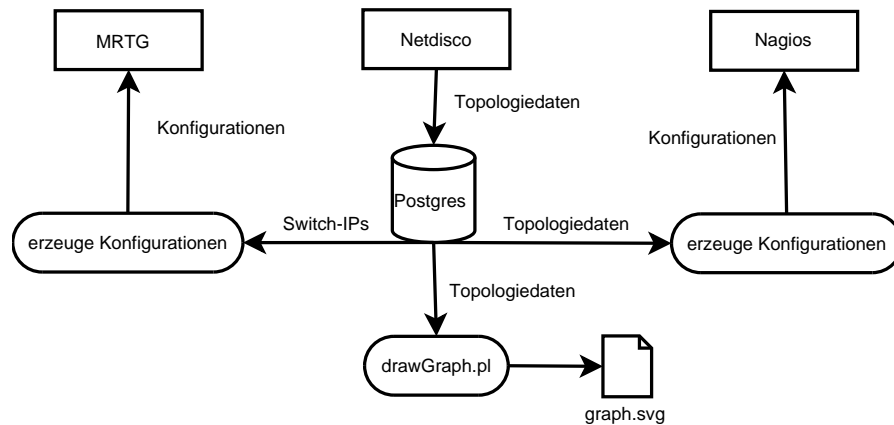 MRTG
Netdisco
Nagios
Topologiedaten
Konfigurationen
Konfigurationen
Postgres
Switch-IPs
Topologiedaten
erzeuge Konfigurationen
erzeuge Konfigurationen
Topologiedaten
drawGraph.pl
graph.svg